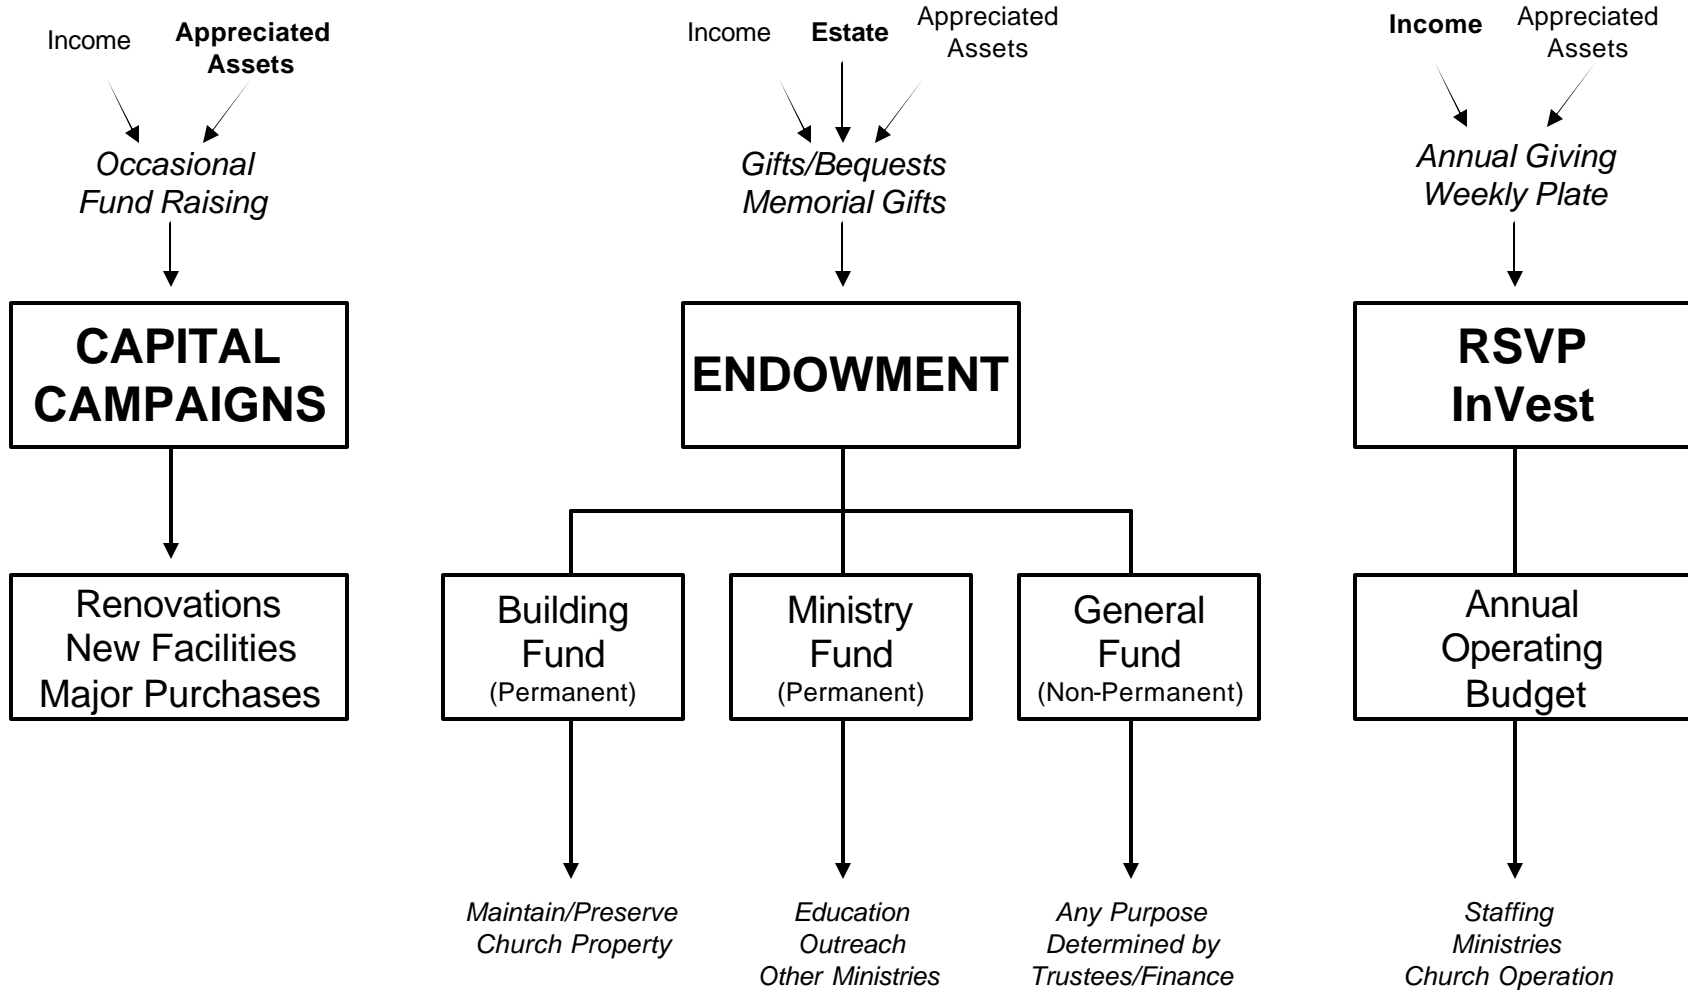 Income
Appreciated
Assets
Occasional
Fund Raising
CAPITAL
CAMPAIGNS
Renovations
New Facilities
Major Purchases
Income
Estate
Appreciated
Assets
Gifts/Bequests
Memorial Gifts
ENDOWMENT
Building
Fund
(Permanent)
Maintain/Preserve
Church Property
Ministry
Fund
(Permanent)
Education
Outreach
Other Ministries
General
Fund
(Non-Permanent)
Any Purpose
Determined by
Trustees/Finance
Income
Appreciated
Assets
Annual Giving
Weekly Plate
RSVP
InVest
Annual
Operating
Budget
Staffing
Ministries
Church Operation